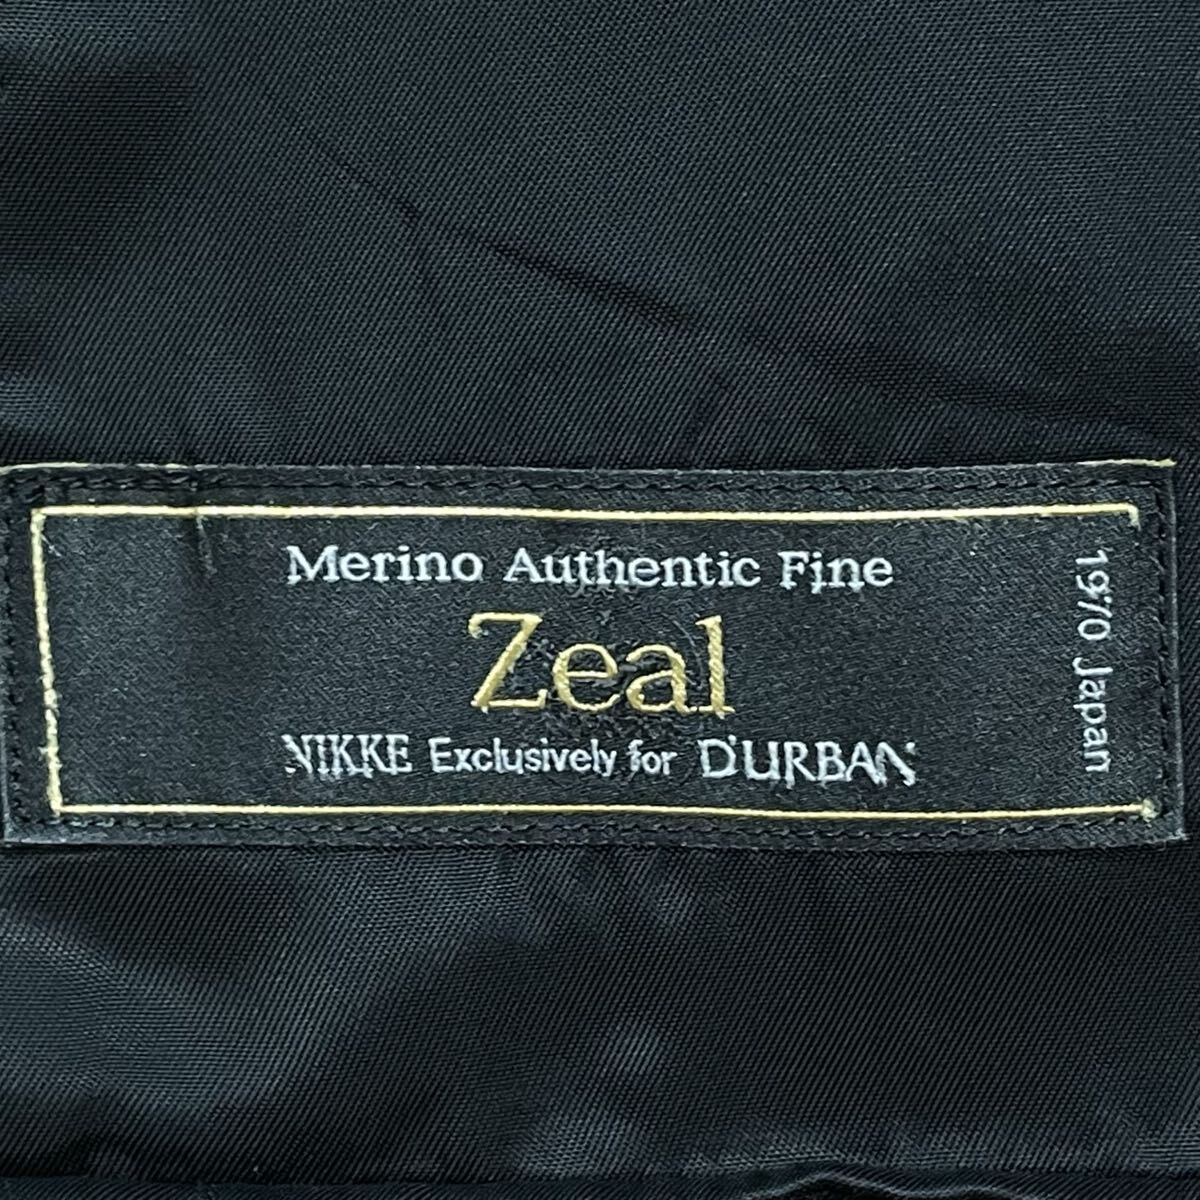 Merino Authentic Fine
Zeal
NIKKE Exclusively for D'URBAN
1970 Japan